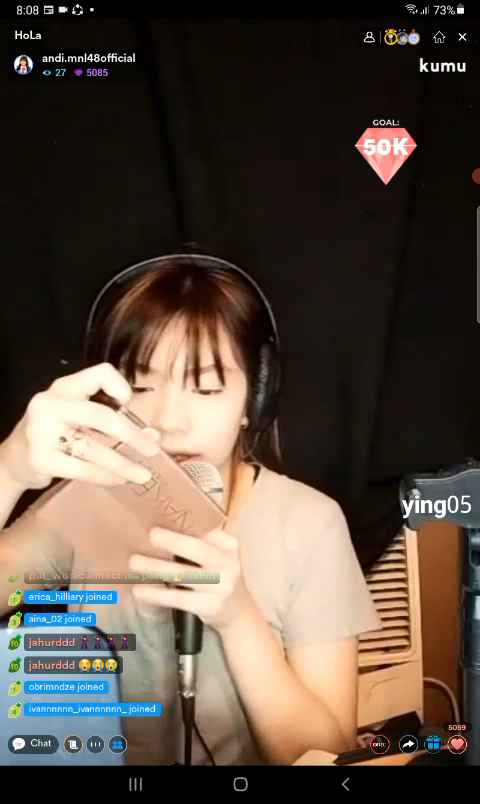 8:08
73%
HoLa
andi.mnl48official
27 5085
kumu
GOAL:
50K
ying05
erica_hilliary joined
aina_02 joined
jahurddd
jahurddd 😭😭😭
obrimndze joined
ivannnnnn_ivannnnnn_ joined
5059
Chat